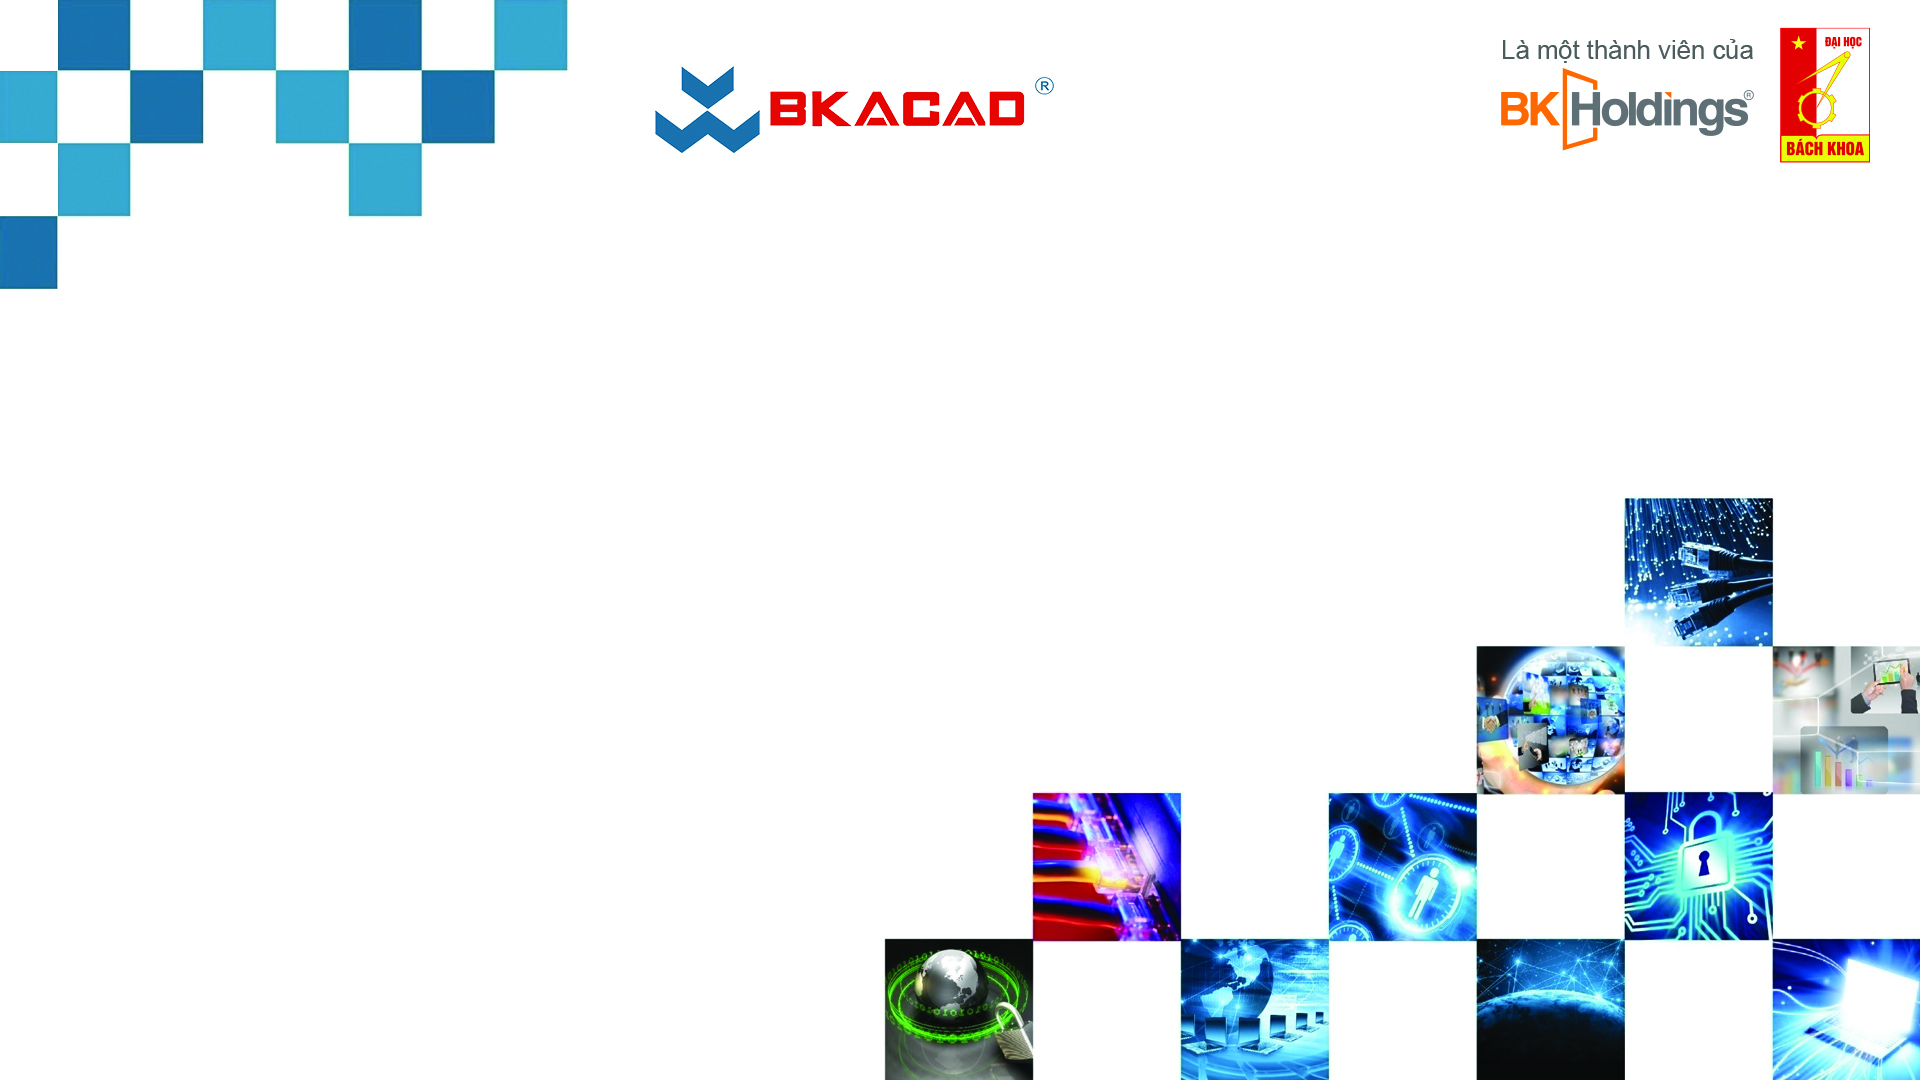 BKACAD ®
Là một thành viên của
BK Holdings®
ĐẠI HỌC
BÁCH KHOA